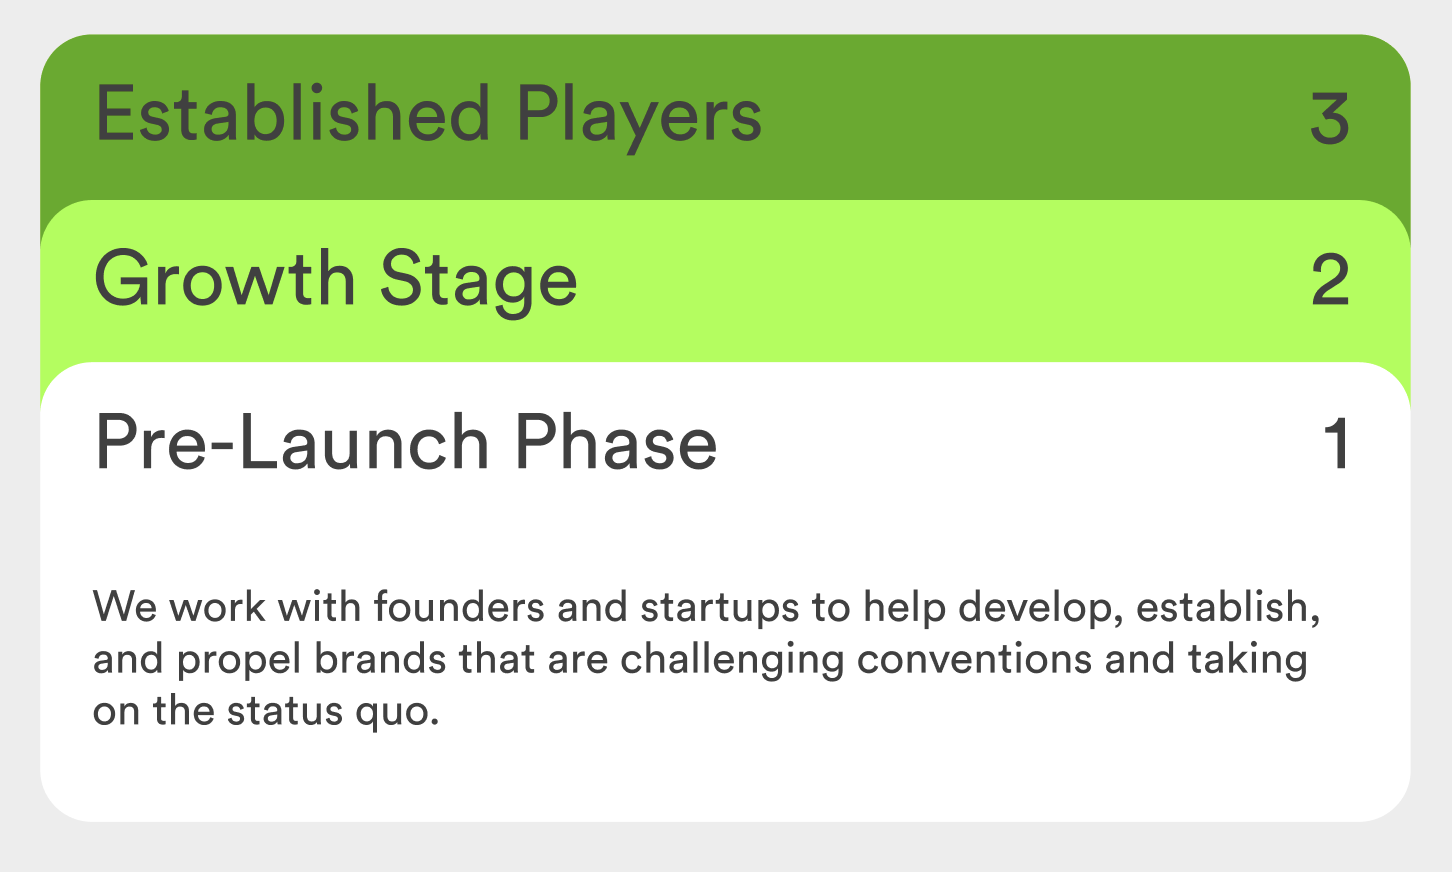 Established Players 3
Growth Stage 2
Pre-Launch Phase 1
We work with founders and startups to help develop, establish,
and propel brands that are challenging conventions and taking
on the status quo.